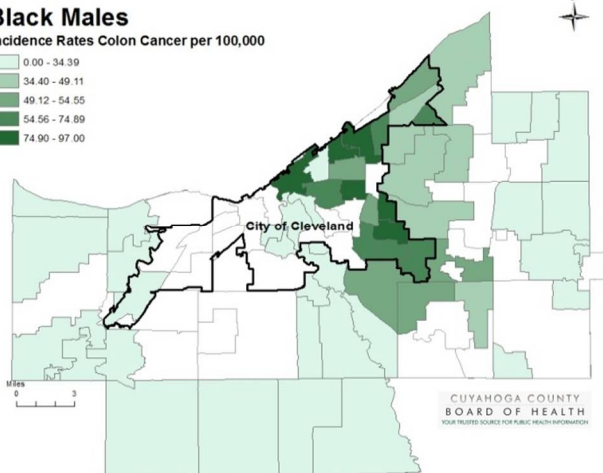 Black Males
ncidence Rates Colon Cancer per 100,000
0.00 - 34.39
34.40 - 49.11
49.12 - 54.55
54.56 - 74.89
74.90 - 97.00
City of Cleveland
Miles
0 3
CUYAHOGA COUNTY
BOARD OF HEALTH
YOUR TRUSTED SOURCE FOR PUBLIC HEALTH INFORMATION